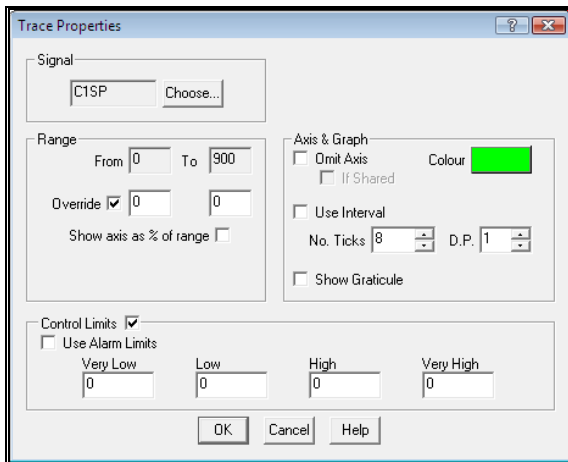 Trace Properties
Signal
C1SP Choose...
Range
From 0 To 900
Override 0 0
Show axis as % of range
Axis & Graph
Omit Axis Colour
If Shared
Use Interval
No. Ticks 8 D.P. 1
Show Graticule
Control Limits
Use Alarm Limits
Very Low Low High Very High
0 0 0 0
OK Cancel Help